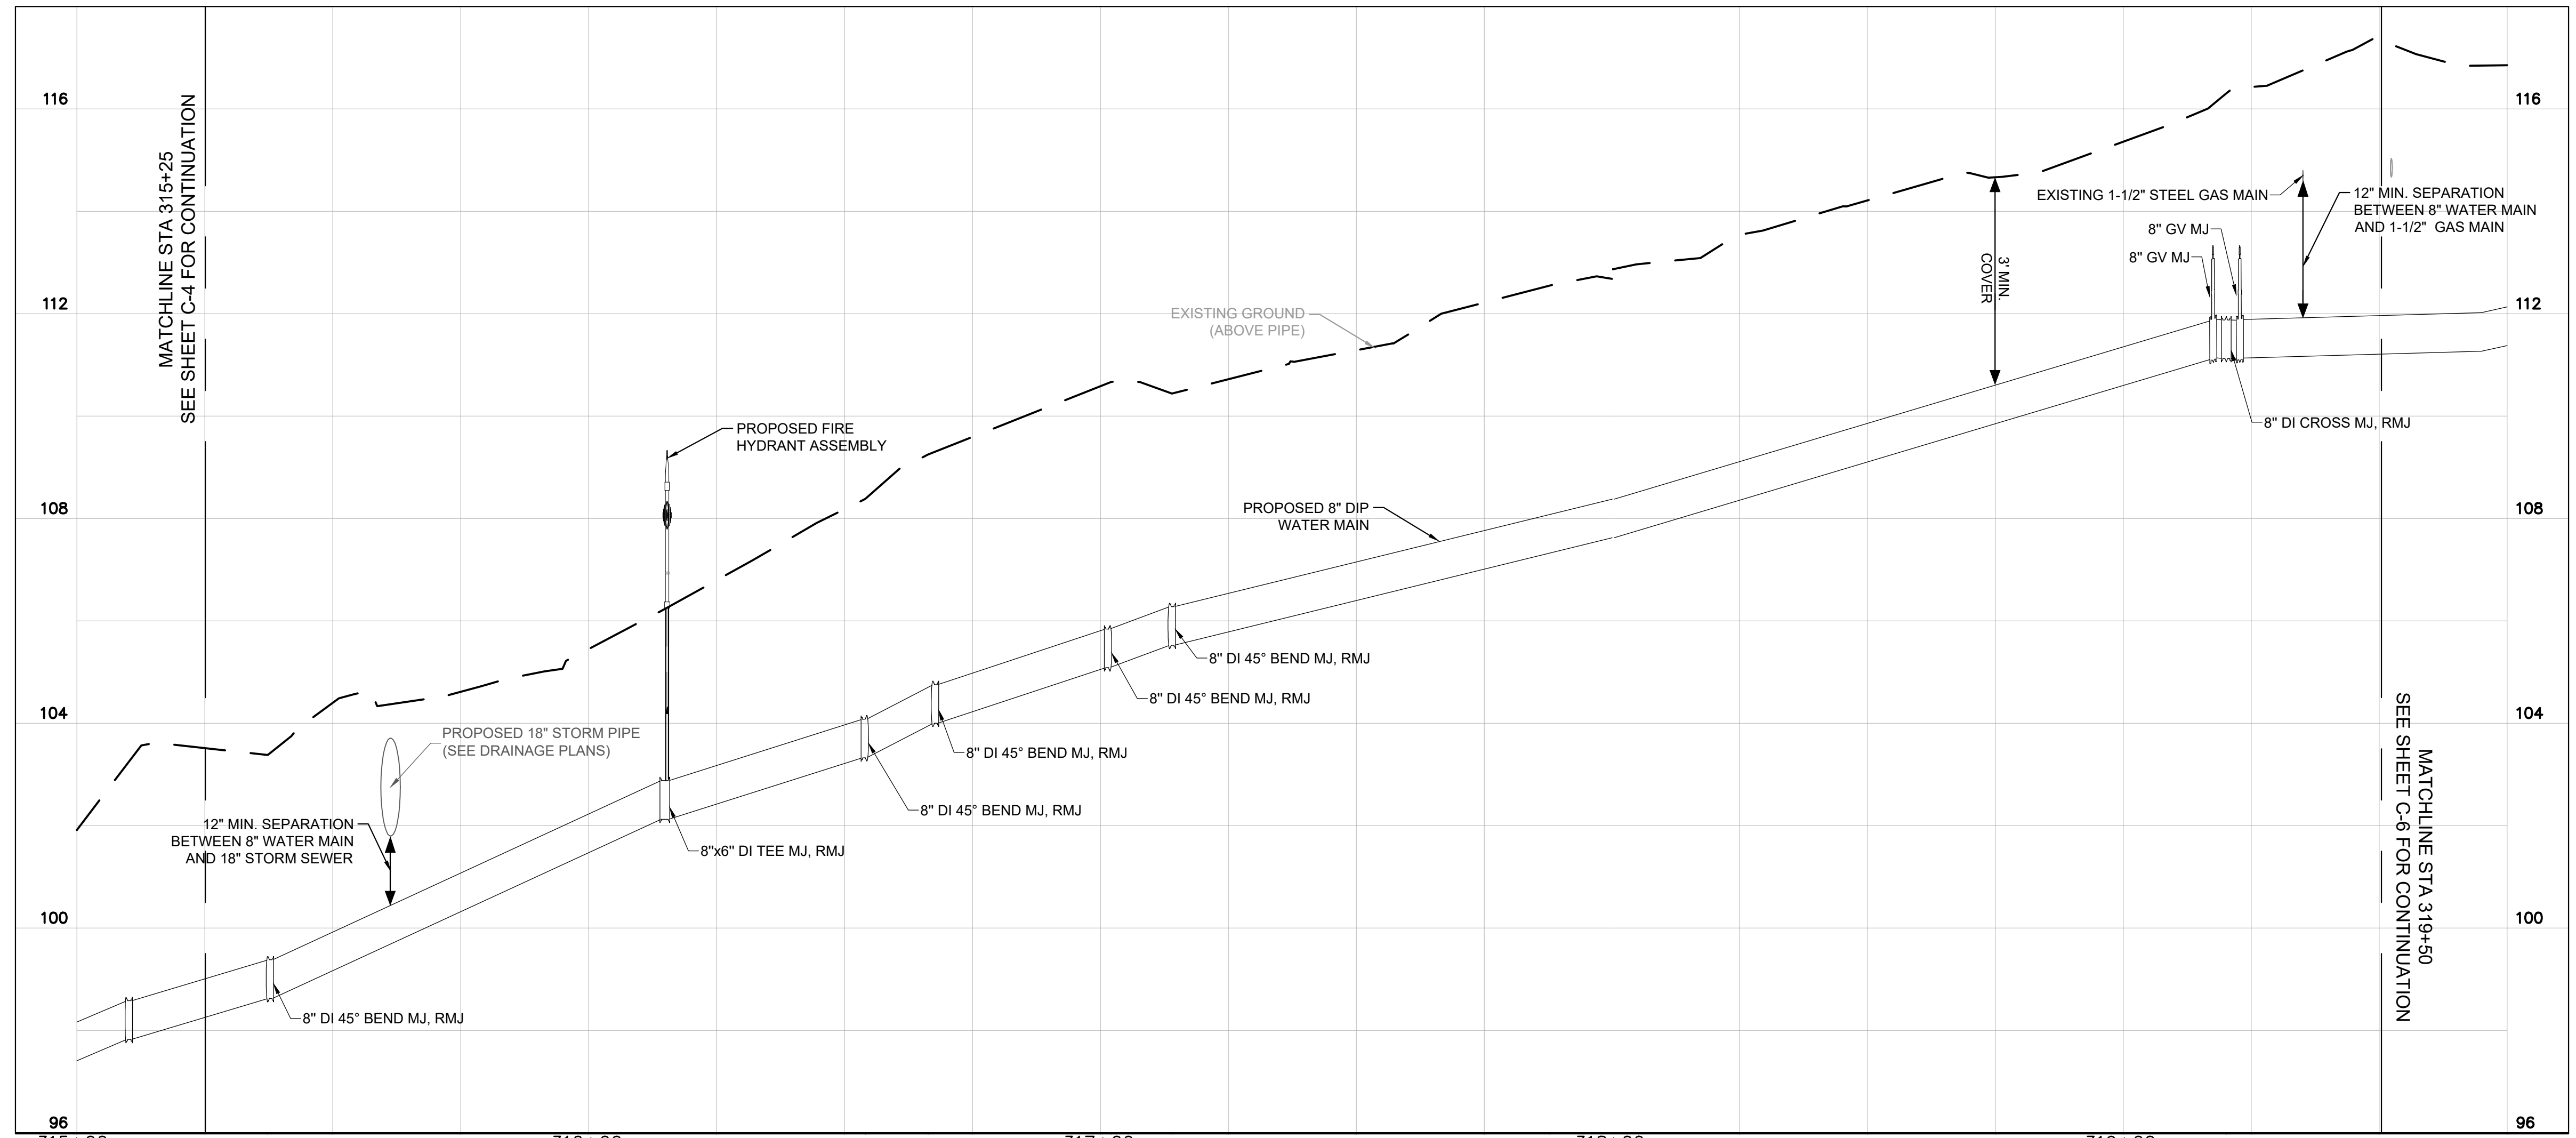 116
116
MATCHLINE STA 315+25
SEE SHEET C-4 FOR CONTINUATION
EXISTING 1-1/2" STEEL GAS MAIN
12" MIN. SEPARATION
BETWEEN 8" WATER MAIN
AND 1-1/2" GAS MAIN
8" GV MJ
8" GV MJ
3' MIN.
COVER
112
112
EXISTING GROUND
(ABOVE PIPE)
8" DI CROSS MJ, RMJ
PROPOSED FIRE
HYDRANT ASSEMBLY
108
108
PROPOSED 8" DIP
WATER MAIN
8" DI 45° BEND MJ, RMJ
8" DI 45° BEND MJ, RMJ
104
104
PROPOSED 18" STORM PIPE
(SEE DRAINAGE PLANS)
8" DI 45° BEND MJ, RMJ
8" DI 45° BEND MJ, RMJ
12" MIN. SEPARATION
BETWEEN 8" WATER MAIN
AND 18" STORM SEWER
8"x6" DI TEE MJ, RMJ
MATCHLINE STA 319+50
SEE SHEET C-6 FOR CONTINUATION
100
100
8" DI 45° BEND MJ, RMJ
96
96